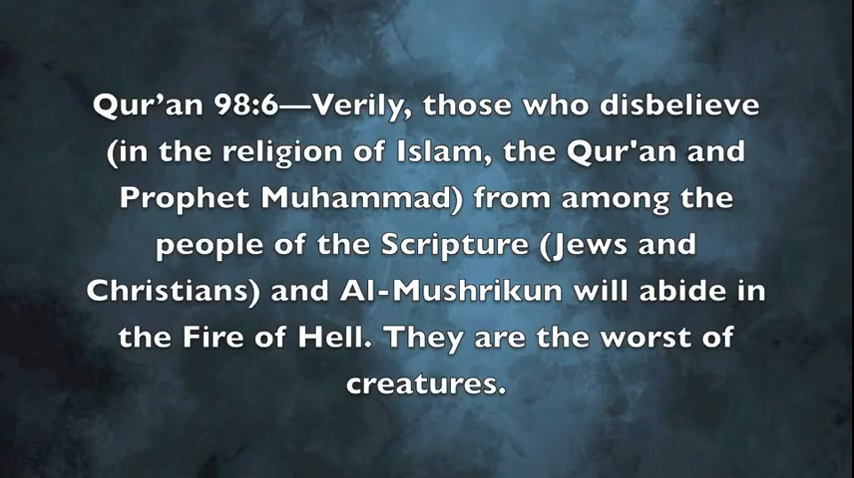 Qur’an 98:6—Verily, those who disbelieve
(in the religion of Islam, the Qur'an and
Prophet Muhammad) from among the
people of the Scripture (Jews and
Christians) and Al-Mushrikun will abide in
the Fire of Hell. They are the worst of
creatures.